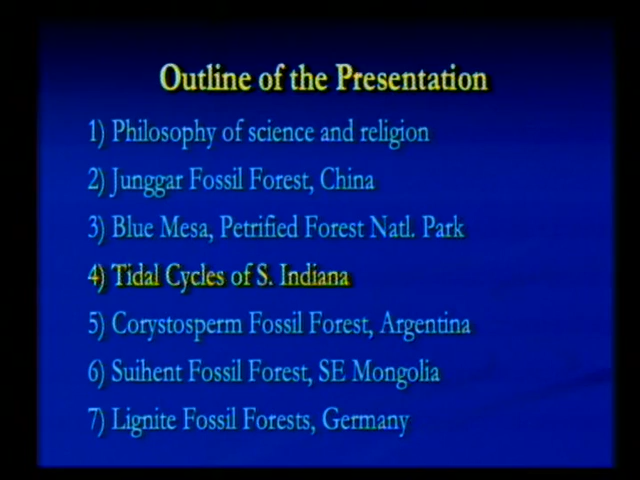 Outline of the Presentation
1) Philosophy of science and religion
2) Junggar Fossil Forest, China
3) Blue Mesa, Petrified Forest Natl. Park
4) Tidal Cycles of S. Indiana
5) Corystosperm Fossil Forest, Argentina
6) Suihent Fossil Forest, SE Mongolia
7) Lignite Fossil Forests, Germany